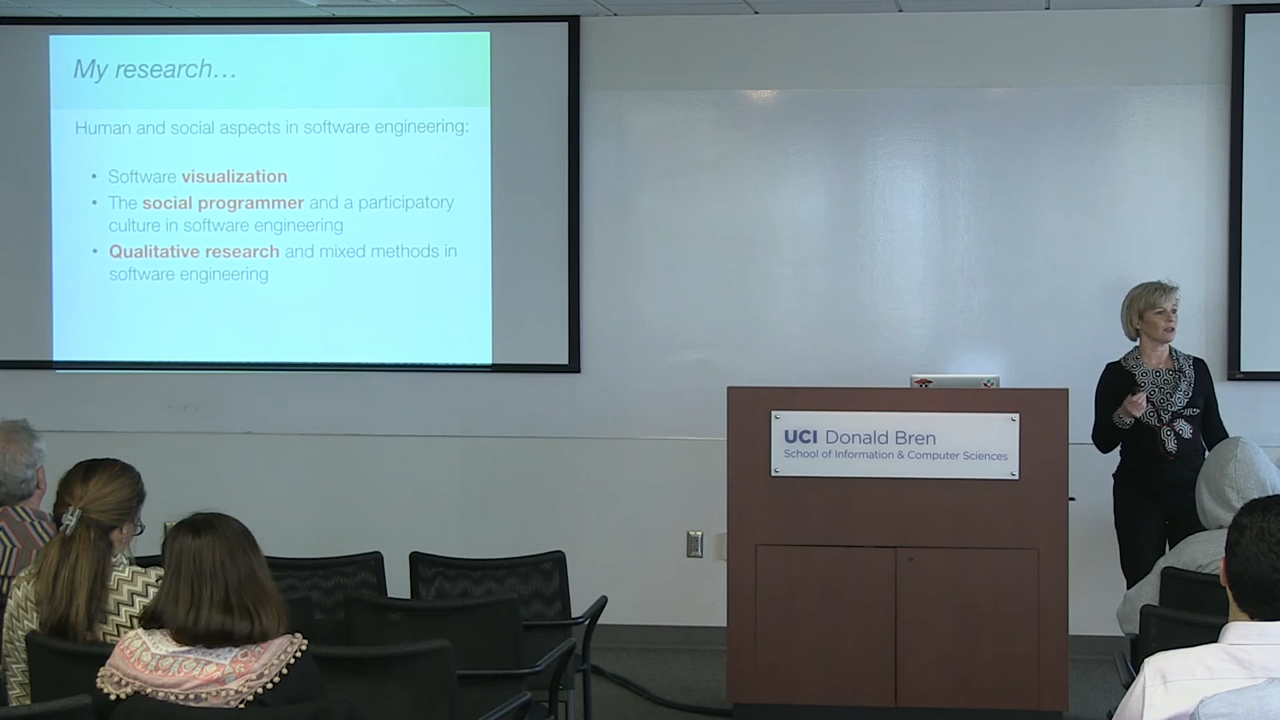 My research...
Human and social aspects in software engineering:
• Software visualization
• The social programmer and a participatory
culture in software engineering
• Qualitative research and mixed methods in
software engineering
UCI Donald Bren
School of Information & Computer Sciences